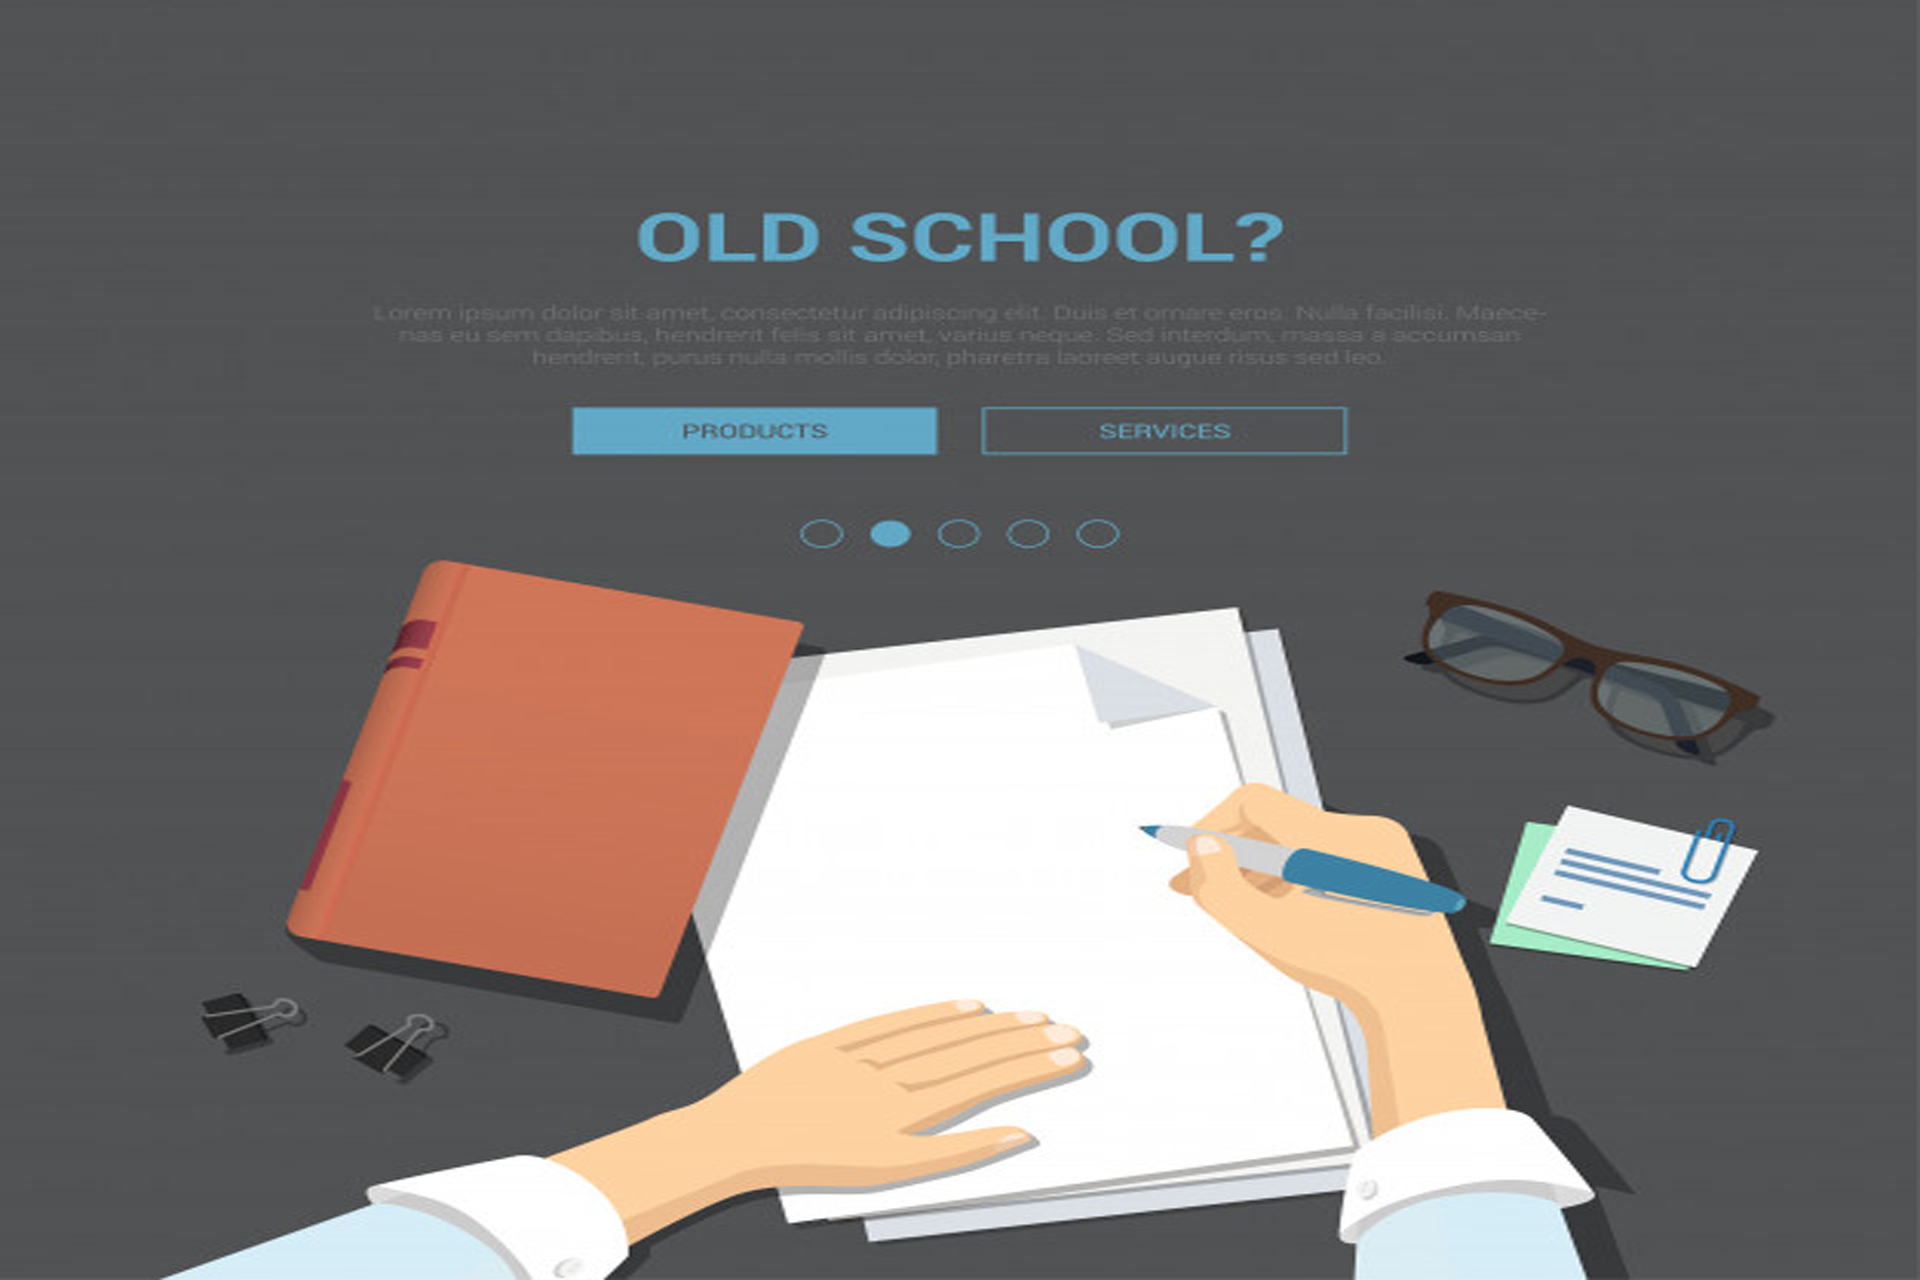 OLD SCHOOL?
Lorem ipsum dolor sit amet, consectetur adipiscing elit. Duis et ornare eros. Nulla facilisi. Maece-
nas eu sem dapibus, hendrerit felis sit amet, varius neque. Sed interdum, massa a accumsan
hendrerit, purus nulla mollis dolor, pharetra laoreet augue risus sed leo.
PRODUCTS SERVICES